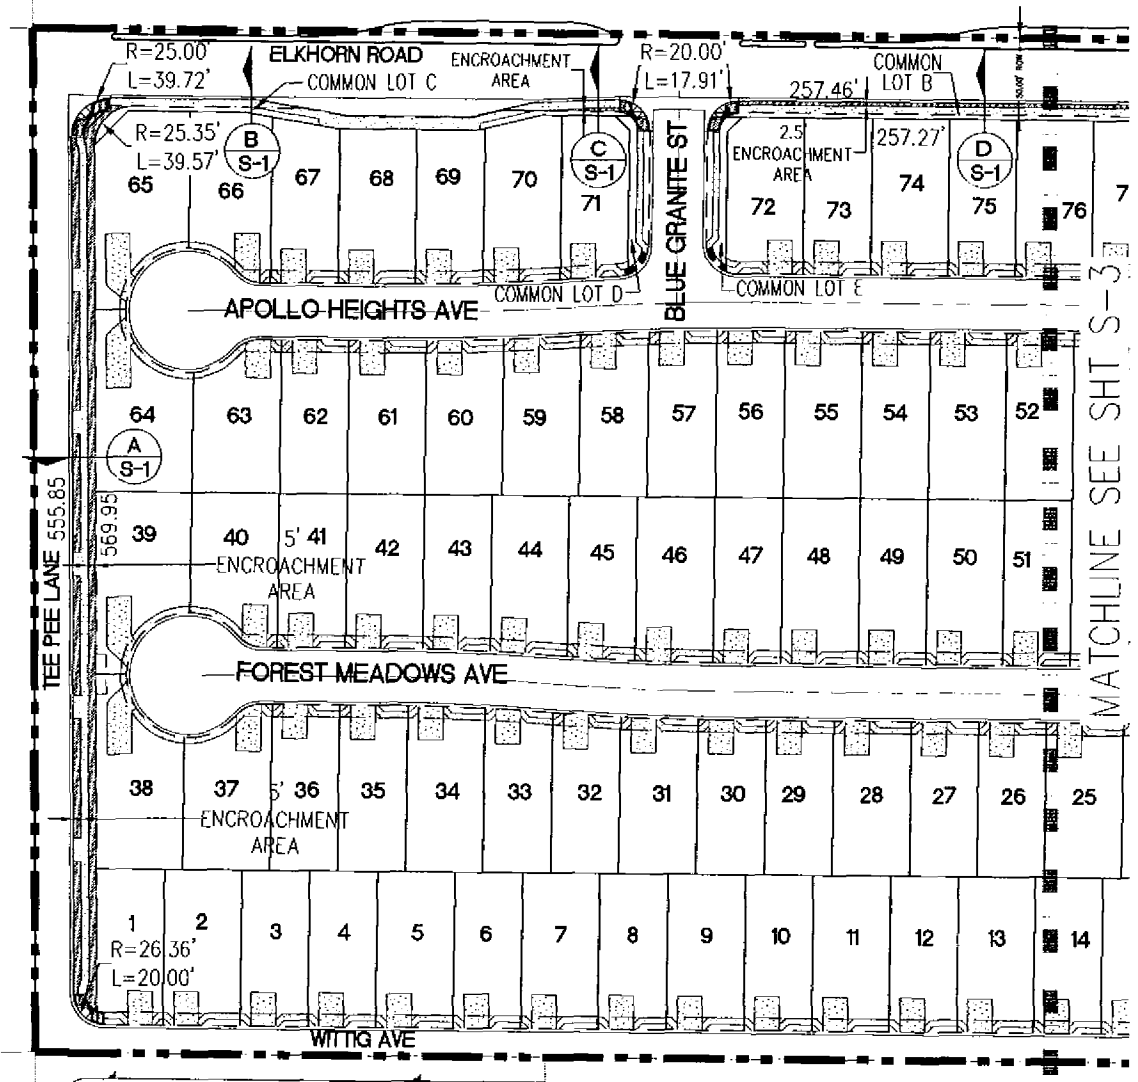 R=25.00'
L=39.72'
ELKHORN ROAD
COMMON LOT C
ENCROACHMENT
AREA
R=20.00'
L=17.91'
257.46'
COMMON
LOT B
R=25.35'
L=39.57'
B
S-1
C
S-1
2.5
ENCROACHMENT
AREA
257.27'
D
S-1
65
66
67
68
69
70
71
BLUE GRANITE ST
72
73
74
75
76
7
COMMON LOT D
COMMON LOT E
APOLLO HEIGHTS AVE
MATCHLINE SEE SHT S-3
64
63
62
61
60
59
58
57
56
55
54
53
52
A
S-1
TEE PEE LANE 555.85
569.95
39
40
5' 41
ENCROACHMENT
AREA
42
43
44
45
46
47
48
49
50
51
FOREST MEADOWS AVE
38
37
5' 36
ENCROACHMENT
AREA
35
34
33
32
31
30
29
28
27
26
25
1
2
3
4
5
6
7
8
9
10
11
12
13
14
R=26.36'
L=20.00'
WITTIG AVE